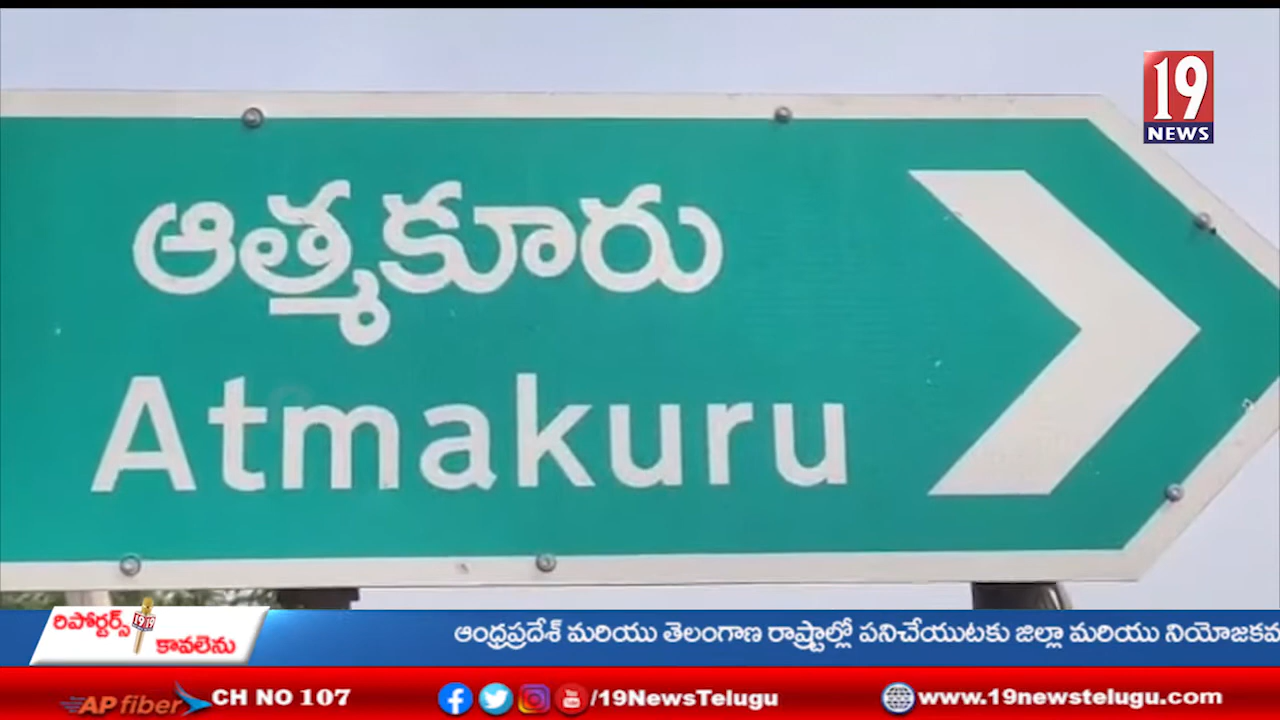 19
NEWS
ఆత్మకూరు
Atmakuru
రిపోర్టర్స్
కావలెను
ఆంధ్రప్రదేశ్ మరియు తెలంగాణ రాష్ట్రాల్లో పనిచేయుటకు జిల్లా మరియు
AP fiber CH NO 107 /19NewsTelugu www.19newstelugu.com